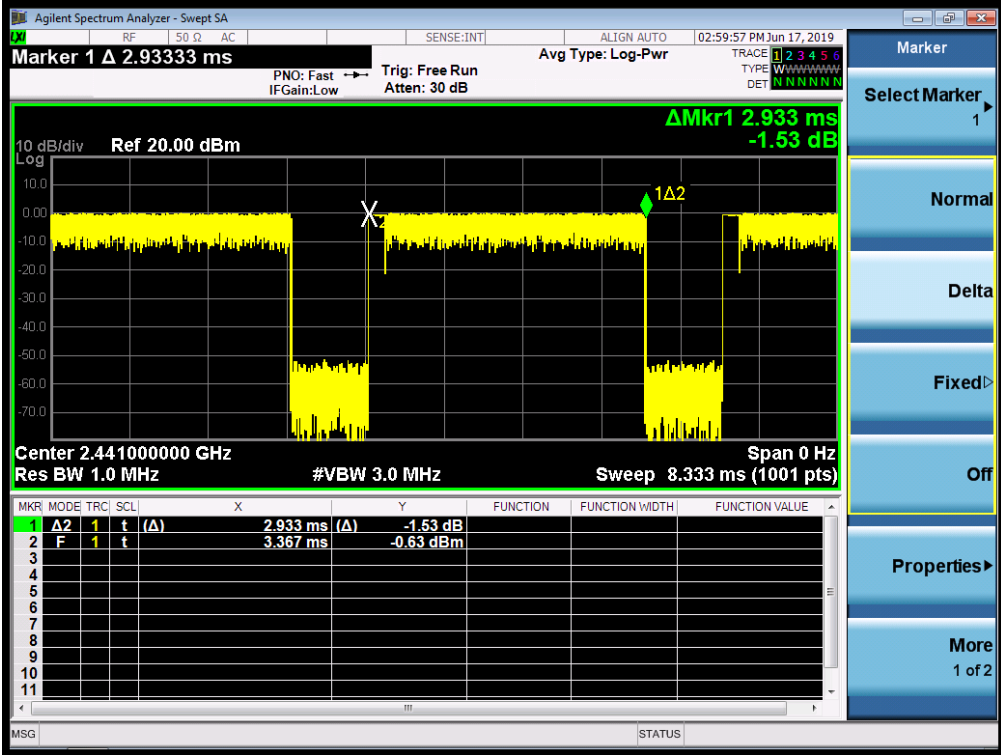 Agilent Spectrum Analyzer - Swept SA
LXI RF 50 Ω AC SENSE:INT ALIGN AUTO 02:59:57 PM Jun 17, 2019
Marker 1 Δ 2.93333 ms
PNO: Fast
IFGain:Low
Trig: Free Run
Atten: 30 dB
Avg Type: Log-Pwr
TRACE 1 2 3 4 5 6
TYPE WWWWWW
DET N N N N N N
ΔMkr1 2.933 ms
-1.53 dB
10 dB/div Ref 20.00 dBm
Log
10.0
0.00
-10.0
-20.0
-30.0
-40.0
-50.0
-60.0
-70.0
1Δ2
X2
Center 2.441000000 GHz Span 0 Hz
Res BW 1.0 MHz #VBW 3.0 MHz Sweep 8.333 ms (1001 pts)
MKR MODE TRC SCL X Y FUNCTION FUNCTION WIDTH FUNCTION VALUE
1 Δ2 1 t (Δ) 2.933 ms (Δ) -1.53 dB
2 F 1 t 3.367 ms -0.63 dBm
3
4
5
6
7
8
9
10
11
MSG STATUS
Marker
Select Marker
1
Normal
Delta
Fixed
Off
Properties
More
1 of 2